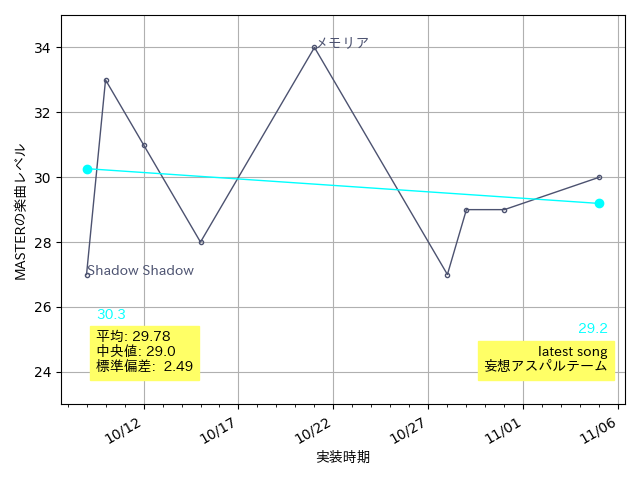 34
32
30
28
26
24
MASTERの楽曲レベル
メモリア
Shadow Shadow
30.3
平均: 29.78
中央値: 29.0
標準偏差:  2.49
29.2
latest song
妄想アスパルテーム
10/12
10/17
10/22
10/27
11/01
11/06
実装時期